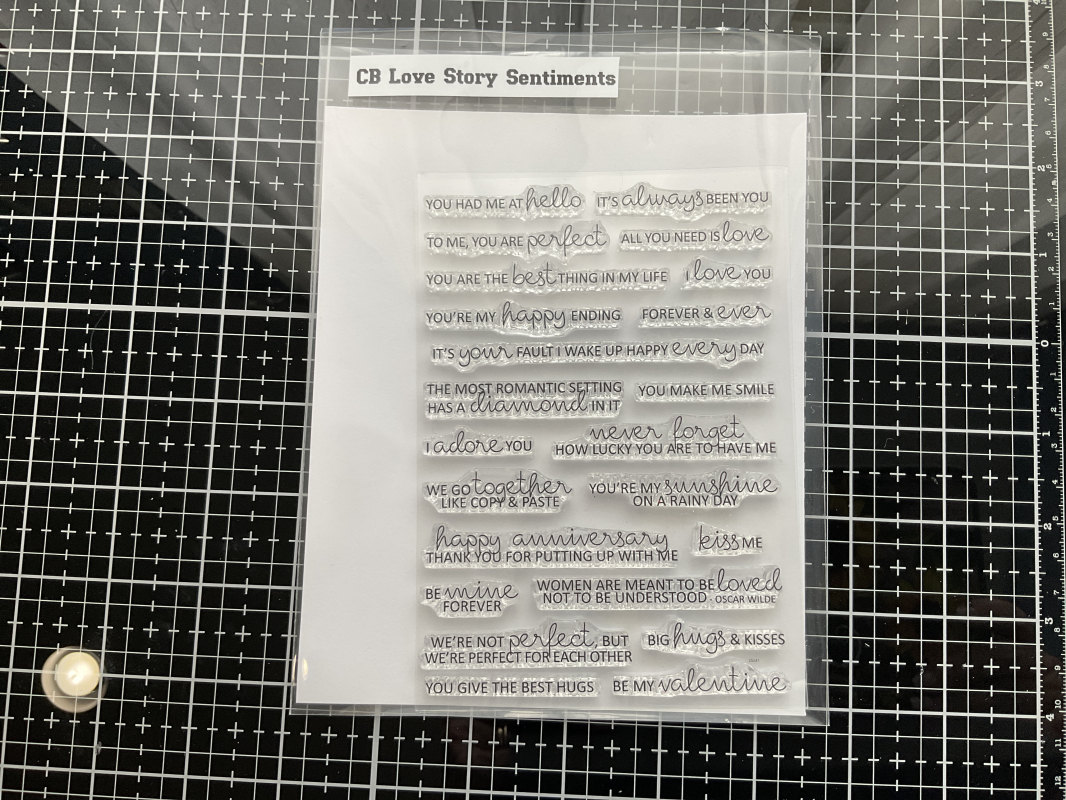 CB Love Story Sentiments
YOU HAD ME AT hello
IT'S always BEEN YOU
TO ME, YOU ARE perfect
ALL YOU NEED IS love
YOU ARE THE best THING IN MY LIFE
I love YOU
YOU'RE MY happy ENDING
FOREVER & ever
IT'S your FAULT I WAKE UP HAPPY every DAY
THE MOST ROMANTIC SETTING
HAS A diamond IN IT
YOU MAKE ME SMILE
I adore YOU
never forget
HOW LUCKY YOU ARE TO HAVE ME
WE GO together
LIKE COPY & PASTE
YOU'RE MY sunshine
ON A RAINY DAY
happy anniversary
THANK YOU FOR PUTTING UP WITH ME
kiss ME
BE mine
FOREVER
WOMEN ARE MEANT TO BE loved
NOT TO BE UNDERSTOOD - OSCAR WILDE
WE'RE NOT perfect, BUT
WE'RE PERFECT FOR EACH OTHER
BIG hugs & KISSES
YOU GIVE THE BEST HUGS
BE MY valentine
0
1
2
3
4